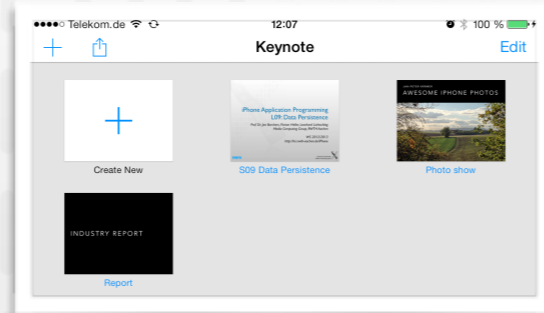 Telekom.de 12:07 100 %
Keynote Edit
iPhone Application Programming
L09: Data Persistence
AWESOME IPHONE PHOTOS
Create New S09 Data Persistence Photo show
INDUSTRY REPORT
Report